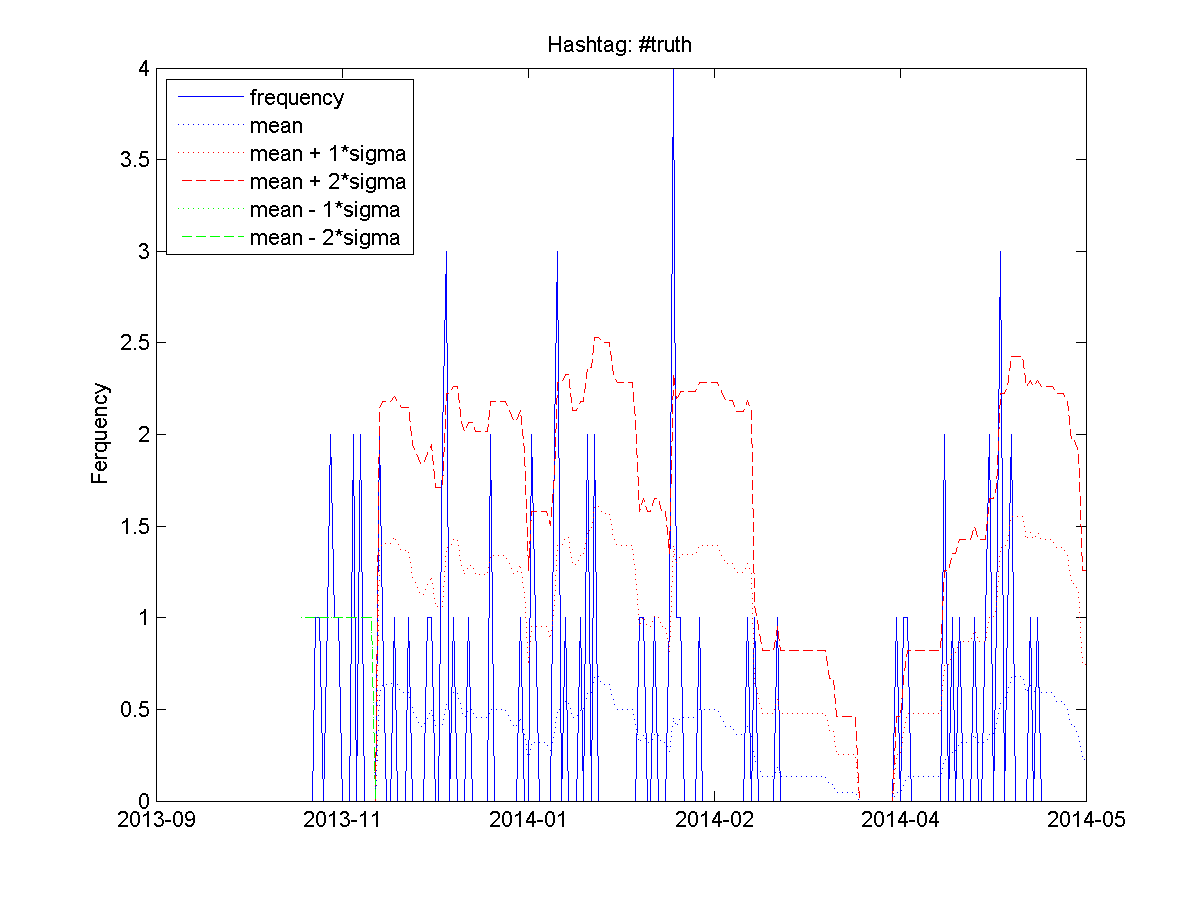 Hashtag: #truth
4
3.5
3
2.5
2
1.5
1
0.5
0
Ferquency
frequency
mean
mean + 1*sigma
mean + 2*sigma
mean - 1*sigma
mean - 2*sigma
2013-09
2013-11
2014-01
2014-02
2014-04
2014-05